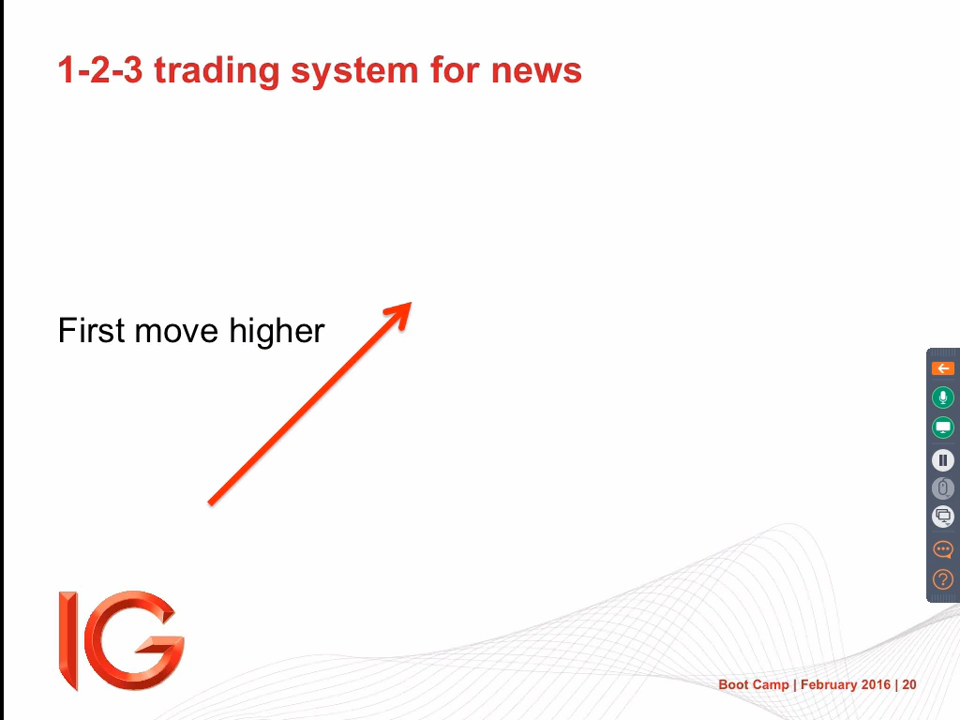 1-2-3 trading system for news
First move higher
IG
Boot Camp | February 2016 | 20